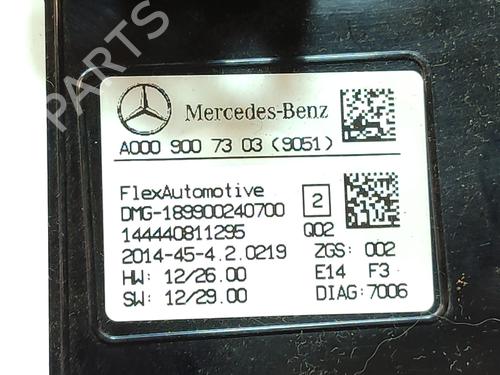 PARTS
Mercedes-Benz
A000 900 73 03 (9051)
FlexAutomotive
DMG-189900240700 2
144440811295 Q02
2014-45-4.2.0219 ZGS: 002
HW: 12/26.00 E14 F3
SW: 12/29.00 DIAG:7006